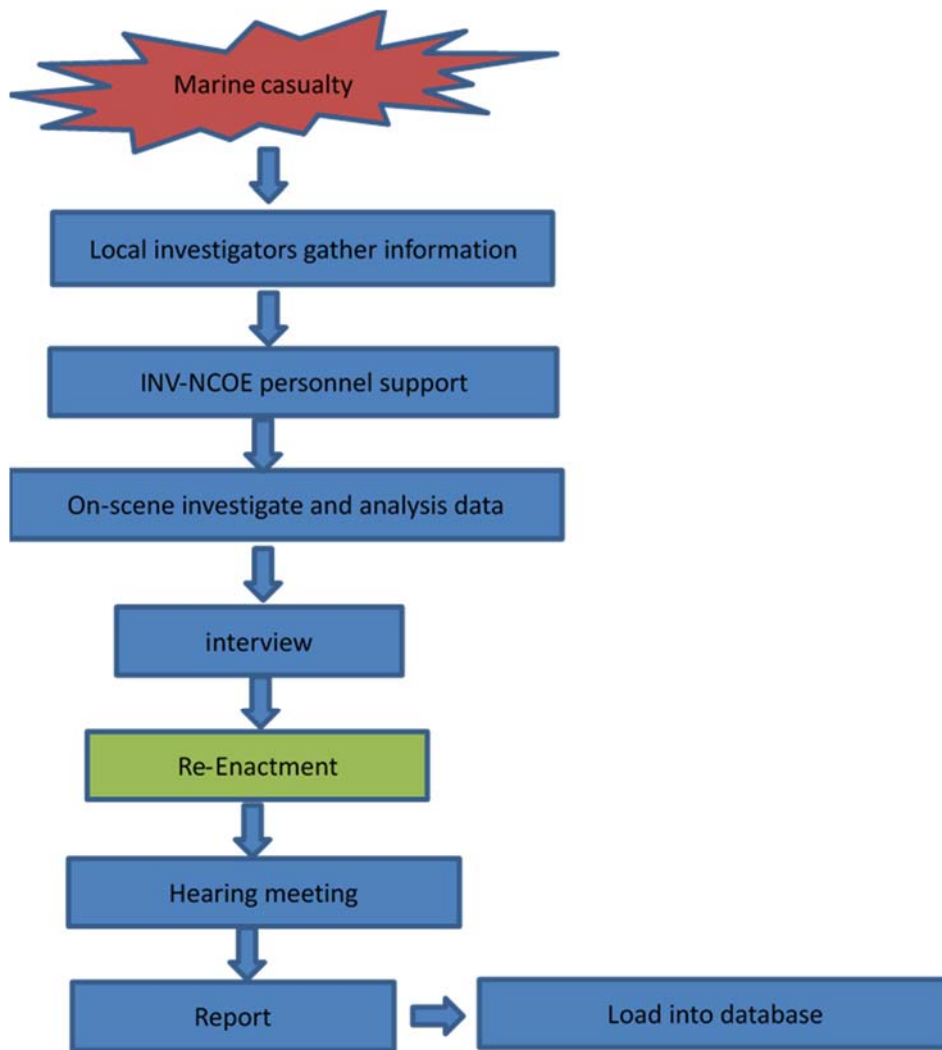 Marine casualty
Local investigators gather information
INV-NCOE personnel support
On-scene investigate and analysis data
interview
Re-Enactment
Hearing meeting
Report
Load into database